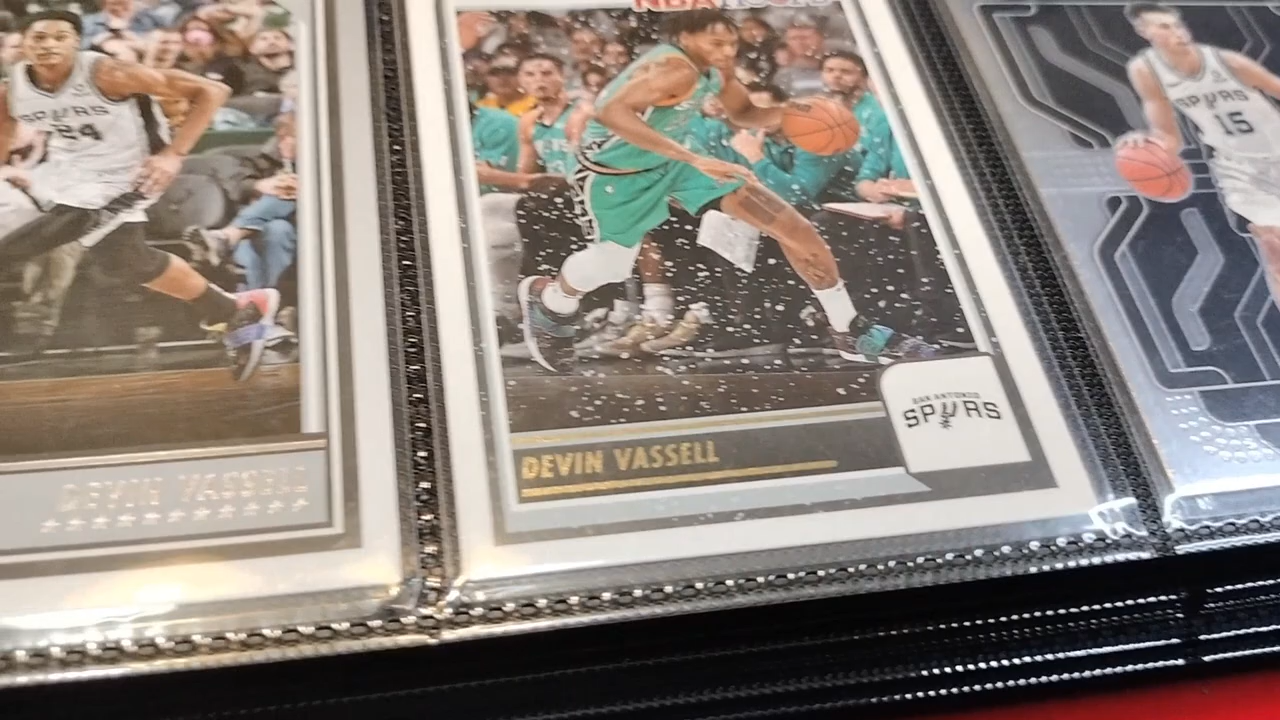 NBA HOOPS
SPURS
24
SPURS
15
SAN ANTONIO
SPURS
DEVIN VASSELL
DEVIN VASSELL